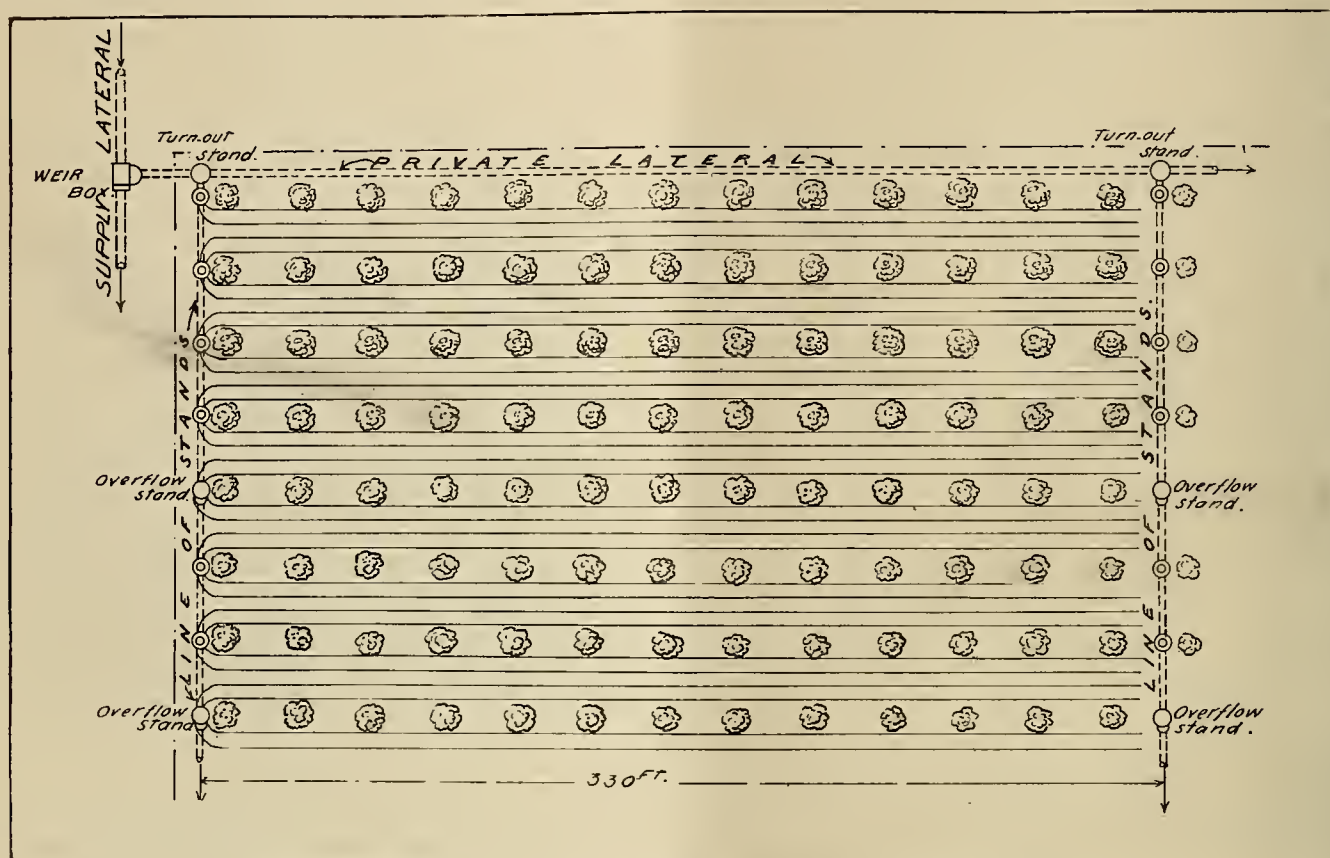 SUPPLY LATERAL
WEIR
BOX
Turn-out
stand.
PRIVATE LATERAL
Turn-out
stand.
LINE OF STANDS
LINE OF STANDS.
Overflow
stand.
Overflow
stand.
Overflow
stand
Overflow
stand.
330 FT.